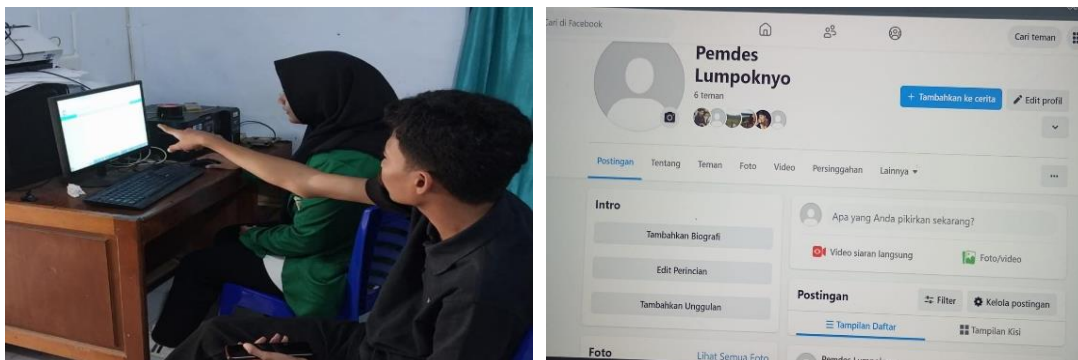 Cari di Facebook
Cari teman
Pemdes
Lumpoknyo
6 teman
+ Tambahkan ke cerita
Edit profil
Postingan
Tentang
Teman
Foto
Video
Persinggahan
Lainnya
Intro
Tambahkan Biografi
Edit Perincian
Tambahkan Unggulan
Foto
Lihat Semua Foto
Apa yang Anda pikirkan sekarang?
Video siaran langsung
Foto/video
Postingan
Filter
Kelola postingan
Tampilan Daftar
Tampilan Kisi